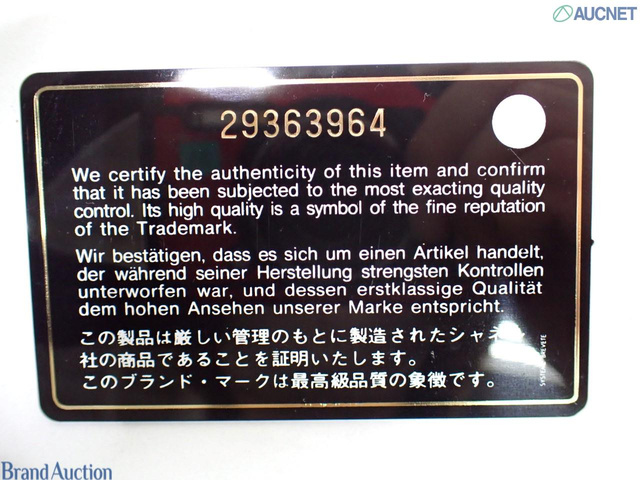 AUCNET
29363964
We certify the authenticity of this item and confirm
that it has been subjected to the most exacting quality
control. Its high quality is a symbol of the fine reputation
of the Trademark.
Wir bestätigen, dass es sich um einen Artikel handelt,
der während seiner Herstellung strengsten Kontrollen
unterworfen war, und dessen erstklassige Qualität
dem hohen Ansehen unserer Marke entspricht.
この製品は厳しい管理のもとに製造されたシャネル
社の商品であることを証明いたします。
このブランド・マークは最高級品質の象徴です。
Brand Auction